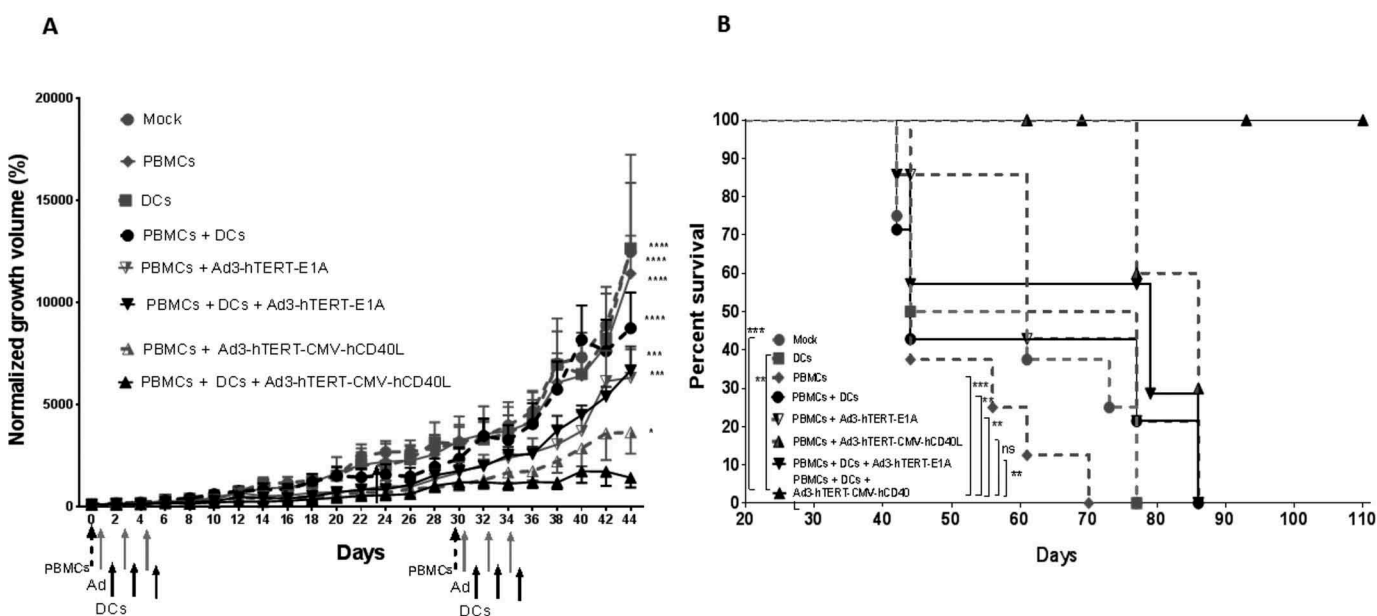 A
20000
15000
10000
5000
0
Normalized growth volume (%)
Mock
PBMCs
DCs
PBMCs + DCs
PBMCs + Ad3-hTERT-E1A
PBMCs + DCs + Ad3-hTERT-E1A
PBMCs + Ad3-hTERT-CMV-hCD40L
PBMCs + DCs + Ad3-hTERT-CMV-hCD40L
****
****
****
****
***
***
*
0 2 4 6 8 10 12 14 16 18 20 22 24 26 28 30 32 34 36 38 40 42 44
Days
PBMCs
Ad
DCs
PBMCs
Ad
DCs
B
100
90
80
70
60
50
40
30
20
10
0
Percent survival
Mock
DCs
PBMCs
PBMCs + DCs
PBMCs + Ad3-hTERT-E1A
PBMCs + Ad3-hTERT-CMV-hCD40L
PBMCs + DCs + Ad3-hTERT-E1A
PBMCs + DCs +
Ad3-hTERT-CMV-hCD40
***
**
***
**
**
ns
**
20 30 40 50 60 70 80 90 100 110
Days